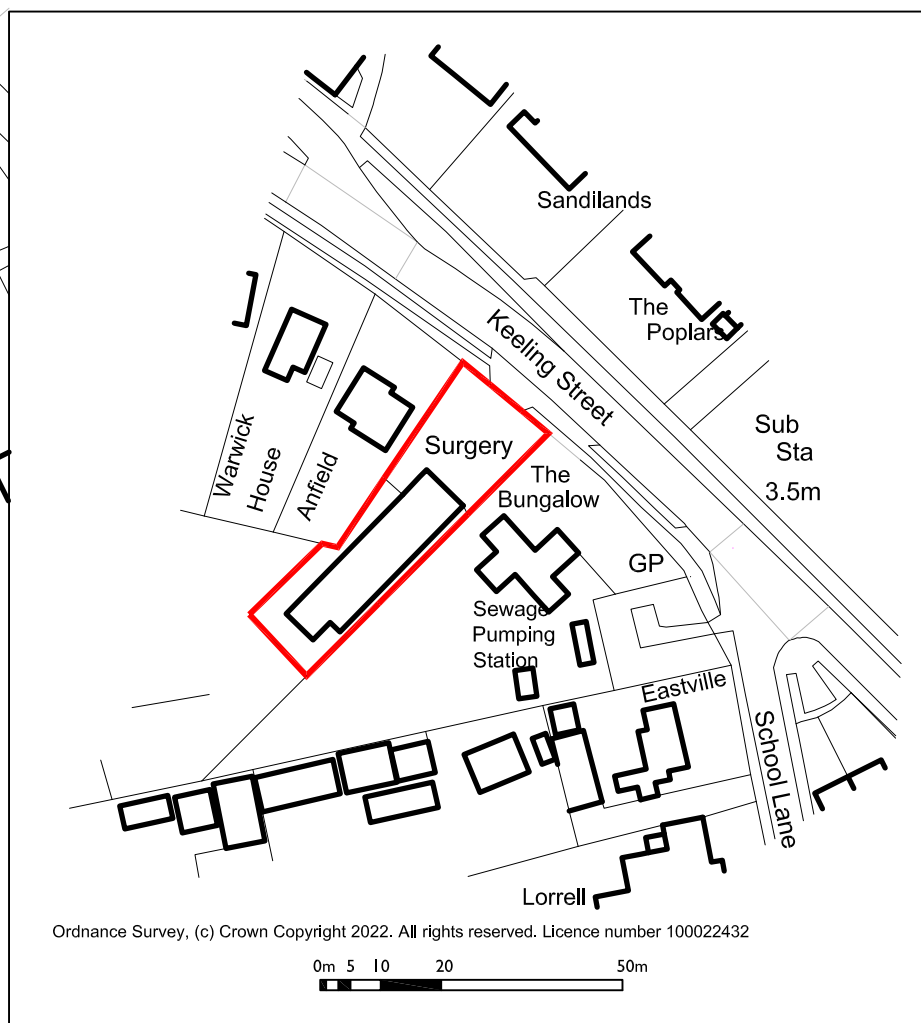 Sandilands
The
Poplars
Keeling Street
Sub
Sta
3.5m
Warwick
House
Anfield
Surgery
The
Bungalow
GP
Sewage
Pumping
Station
Eastville
School Lane
Lorrell
Ordnance Survey, (c) Crown Copyright 2022. All rights reserved. Licence number 100022432
0m 5 10 20 50m